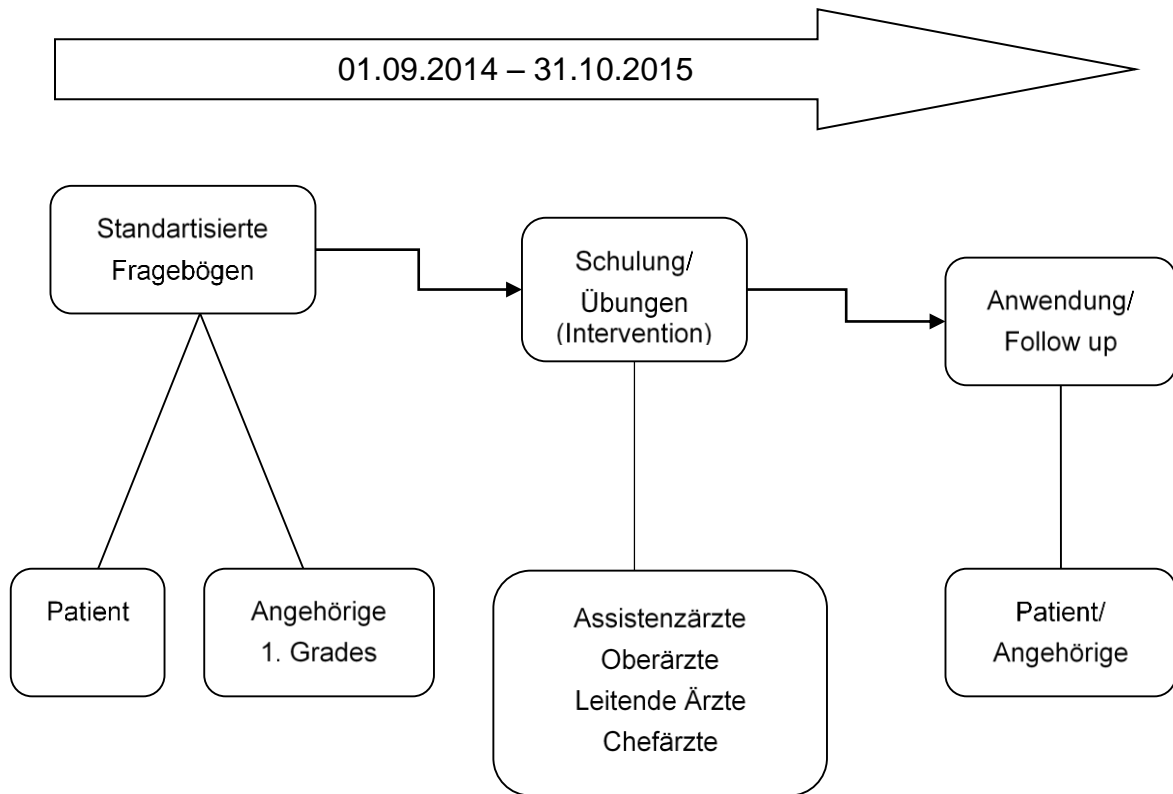 01.09.2014 – 31.10.2015
Standartisierte
Fragebögen
Schulung/
Übungen
(Intervention)
Anwendung/
Follow up
Patient
Angehörige
1. Grades
Assistenzärzte
Oberärzte
Leitende Ärzte
Chefärzte
Patient/
Angehörige